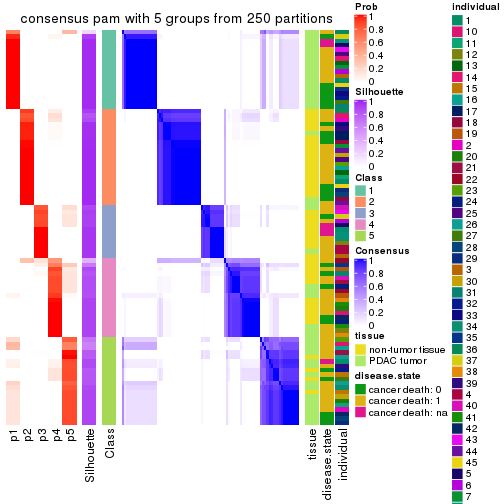 consensus pam with 5 groups from 250 partitions
p1
p2
p3
p4
p5
Silhouette
Class
tissue
disease.state
individual
Prob
1
0.8
0.6
0.4
0.2
0
Silhouette
1
0.8
0.6
0.4
0.2
0
Class
1
2
3
4
5
Consensus
1
0.8
0.6
0.4
0.2
0
tissue
non-tumor tissue
PDAC tumor
disease.state
cancer death: 0
cancer death: 1
cancer death: na
individual
1
10
11
12
13
14
15
16
17
18
19
2
20
21
22
23
24
25
26
27
28
29
3
30
31
32
33
34
35
36
37
38
39
4
40
41
42
43
44
45
5
6
7